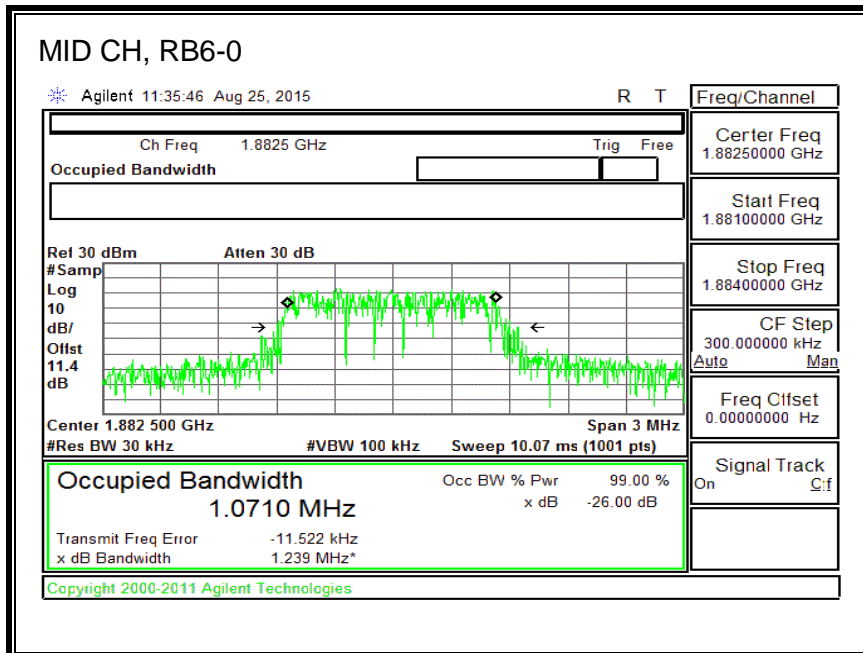 MID CH, RB6-0
Agilent 11:35:46 Aug 25, 2015 R T
Freq/Channel
Ch Freq 1.8825 GHz Trig Free
Occupied Bandwidth
Center Freq
1.88250000 GHz
Start Freq
1.88100000 GHz
Stop Freq
1.88400000 GHz
CF Step
300.000000 kHz
Auto Man
Freq Offset
0.00000000 Hz
Signal Track
On Off
Ref 30 dBm Atten 30 dB
#Samp
Log
10
dB/
Offst
11.4
dB
Center 1.882 500 GHz Span 3 MHz
#Res BW 30 kHz #VBW 100 kHz Sweep 10.07 ms (1001 pts)
Occupied Bandwidth
1.0710 MHz
Occ BW % Pwr 99.00 %
x dB -26.00 dB
Transmit Freq Error -11.522 kHz
x dB Bandwidth 1.239 MHz*
Copyright 2000-2011 Agilent Technologies